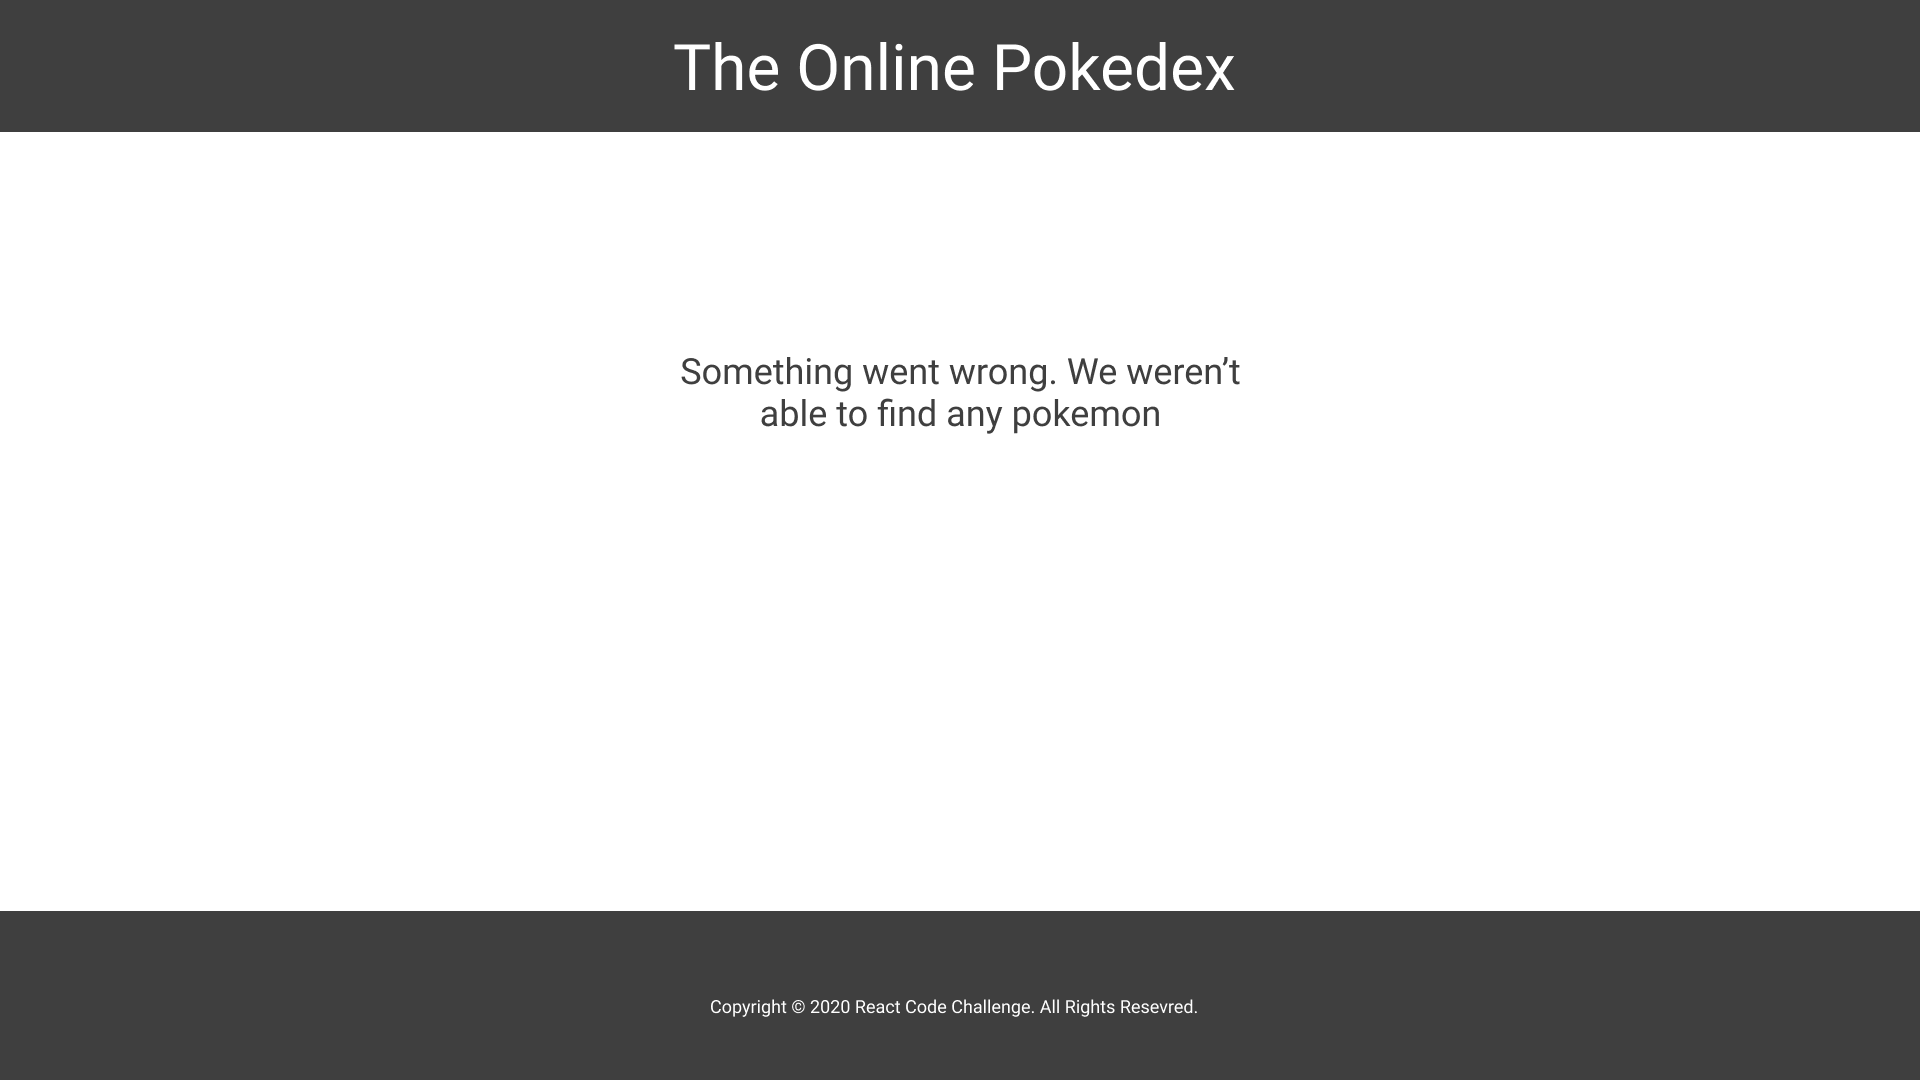 The Online Pokedex
Something went wrong. We weren’t
able to find any pokemon
Copyright © 2020 React Code Challenge. All Rights Resevred.